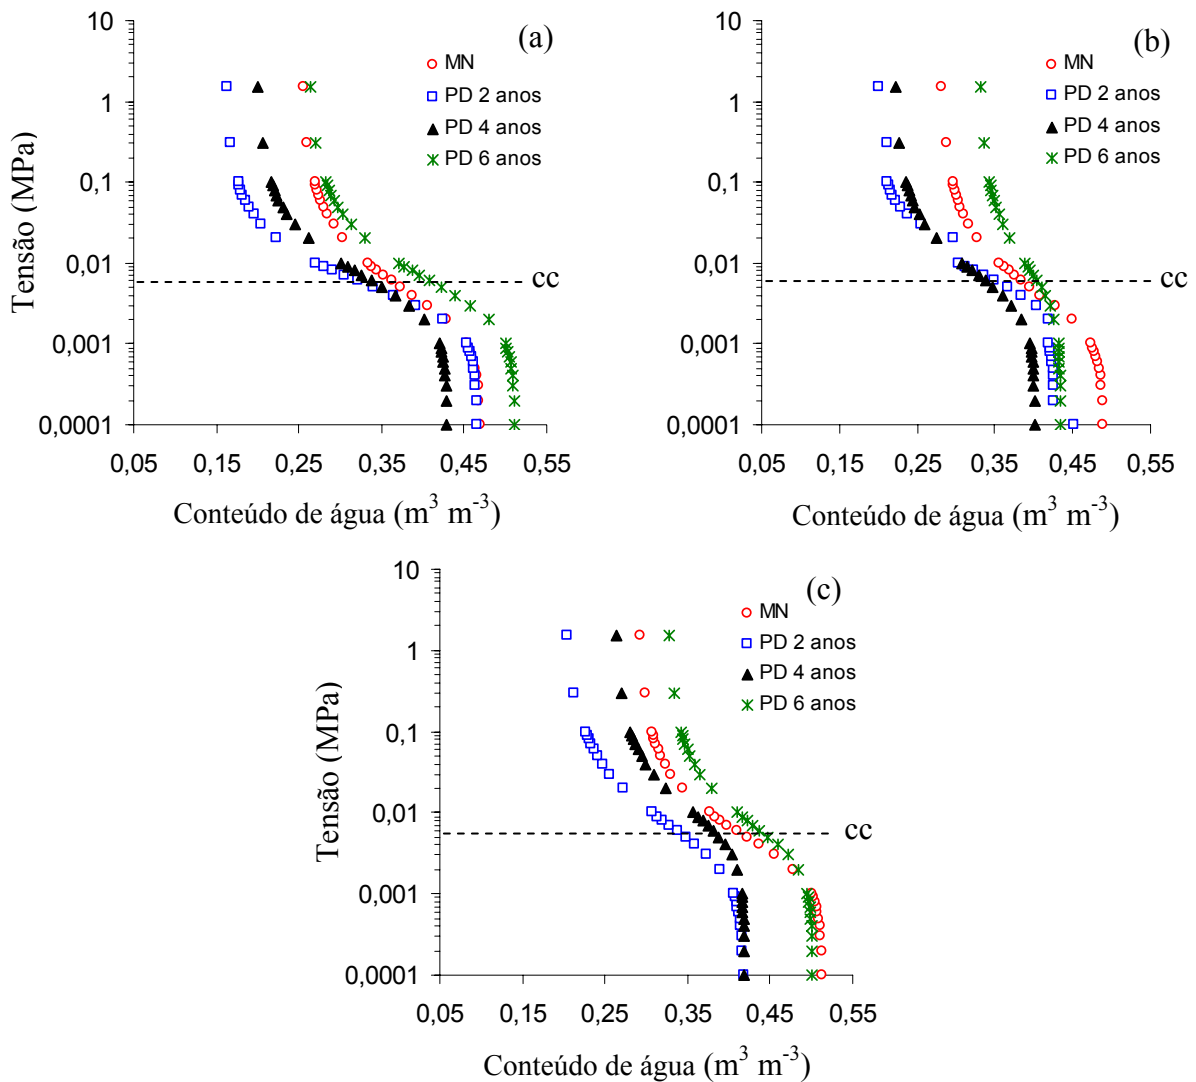 (a)
10
1
0,1
0,01
0,001
0,0001
Tensão (MPa)
MN
PD 2 anos
PD 4 anos
PD 6 anos
cc
0,05 0,15 0,25 0,35 0,45 0,55
Conteúdo de água (m³ m⁻³)
(b)
10
1
0,1
0,01
0,001
0,0001
MN
PD 2 anos
PD 4 anos
PD 6 anos
cc
0,05 0,15 0,25 0,35 0,45 0,55
Conteúdo de água (m³ m⁻³)
(c)
10
1
0,1
0,01
0,001
0,0001
Tensão (MPa)
MN
PD 2 anos
PD 4 anos
PD 6 anos
cc
0,05 0,15 0,25 0,35 0,45 0,55
Conteúdo de água (m³ m⁻³)